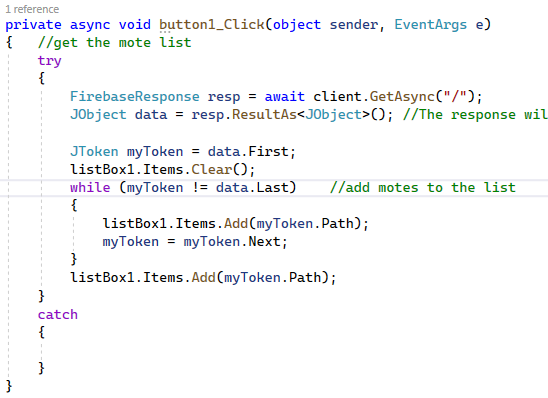 1 reference
private async void button1_Click(object sender, EventArgs e)
{ //get the mote list
try
{
FirebaseResponse resp = await client.GetAsync("/");
JObject data = resp.ResultAs<JObject>(); //The response wil
JToken myToken = data.First;
listBox1.Items.Clear();
while (myToken != data.Last) //add motes to the list
{
listBox1.Items.Add(myToken.Path);
myToken = myToken.Next;
}
listBox1.Items.Add(myToken.Path);
}
catch
{
}
}